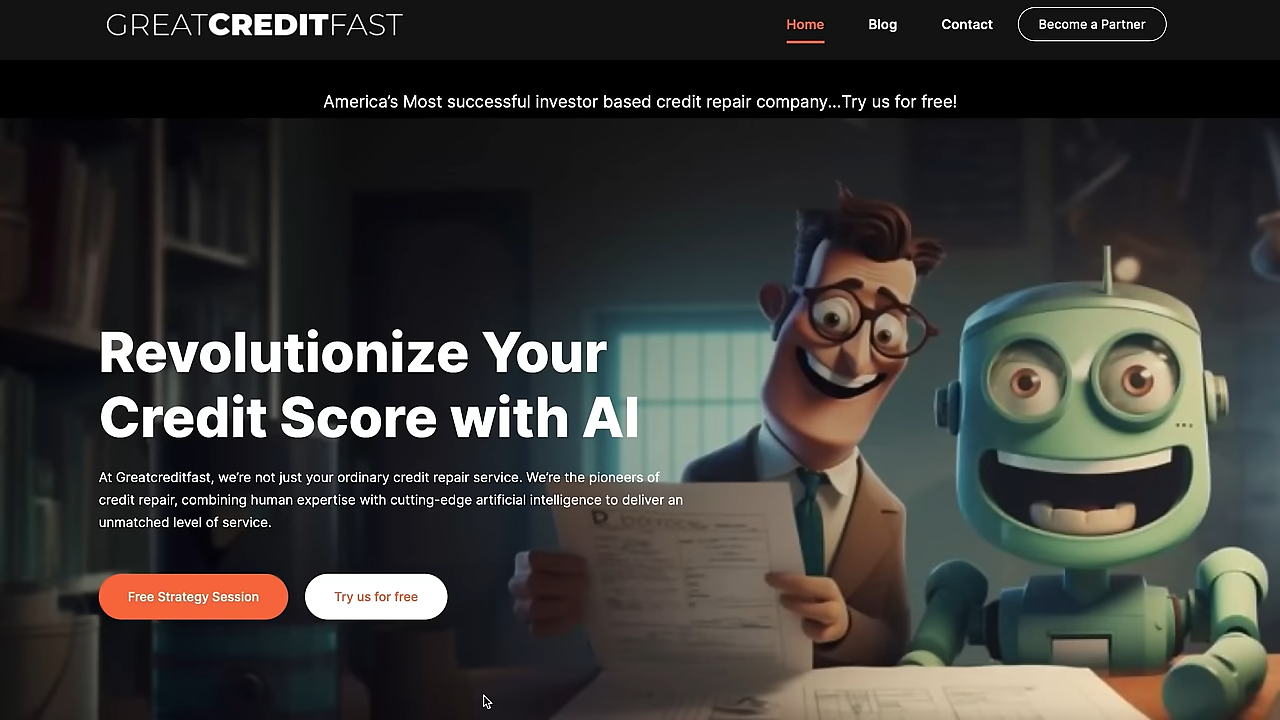 GREATCREDITFAST
Home
Blog
Contact
Become a Partner
America's Most successful investor based credit repair company...Try us for free!
Revolutionize Your
Credit Score with AI
At Greatcreditfast, we're not just your ordinary credit repair service. We're the pioneers of
credit repair, combining human expertise with cutting-edge artificial intelligence to deliver an
unmatched level of service.
Free Strategy Session
Try us for free